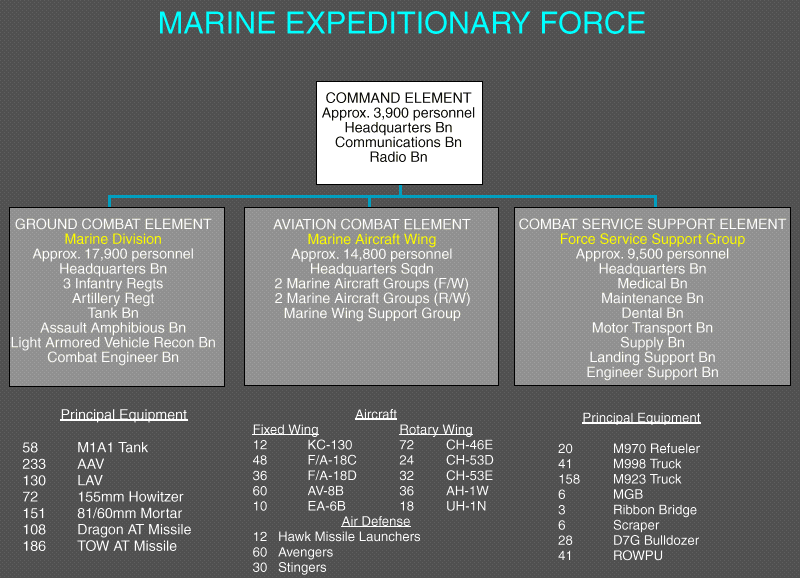 MARINE EXPEDITIONARY FORCE
COMMAND ELEMENT
Approx. 3,900 personnel
Headquarters Bn
Communications Bn
Radio Bn
GROUND COMBAT ELEMENT
Marine Division
Approx. 17,900 personnel
Headquarters Bn
3 Infantry Regts
Artillery Regt
Tank Bn
Assault Amphibious Bn
Light Armored Vehicle Recon Bn
Combat Engineer Bn
AVIATION COMBAT ELEMENT
Marine Aircraft Wing
Approx. 14,800 personnel
Headquarters Sqdn
2 Marine Aircraft Groups (F/W)
2 Marine Aircraft Groups (R/W)
Marine Wing Support Group
COMBAT SERVICE SUPPORT ELEMENT
Force Service Support Group
Approx. 9,500 personnel
Headquarters Bn
Medical Bn
Maintenance Bn
Dental Bn
Motor Transport Bn
Supply Bn
Landing Support Bn
Engineer Support Bn
Principal Equipment
58 M1A1 Tank
233 AAV
130 LAV
72 155mm Howitzer
151 81/60mm Mortar
108 Dragon AT Missile
186 TOW AT Missile
Aircraft
Fixed Wing Rotary Wing
12 KC-130 72 CH-46E
48 F/A-18C 24 CH-53D
36 F/A-18D 32 CH-53E
60 AV-8B 36 AH-1W
10 EA-6B 18 UH-1N
Air Defense
12 Hawk Missile Launchers
60 Avengers
30 Stingers
Principal Equipment
20 M970 Refueler
41 M998 Truck
158 M923 Truck
6 MGB
3 Ribbon Bridge
6 Scraper
28 D7G Bulldozer
41 ROWPU